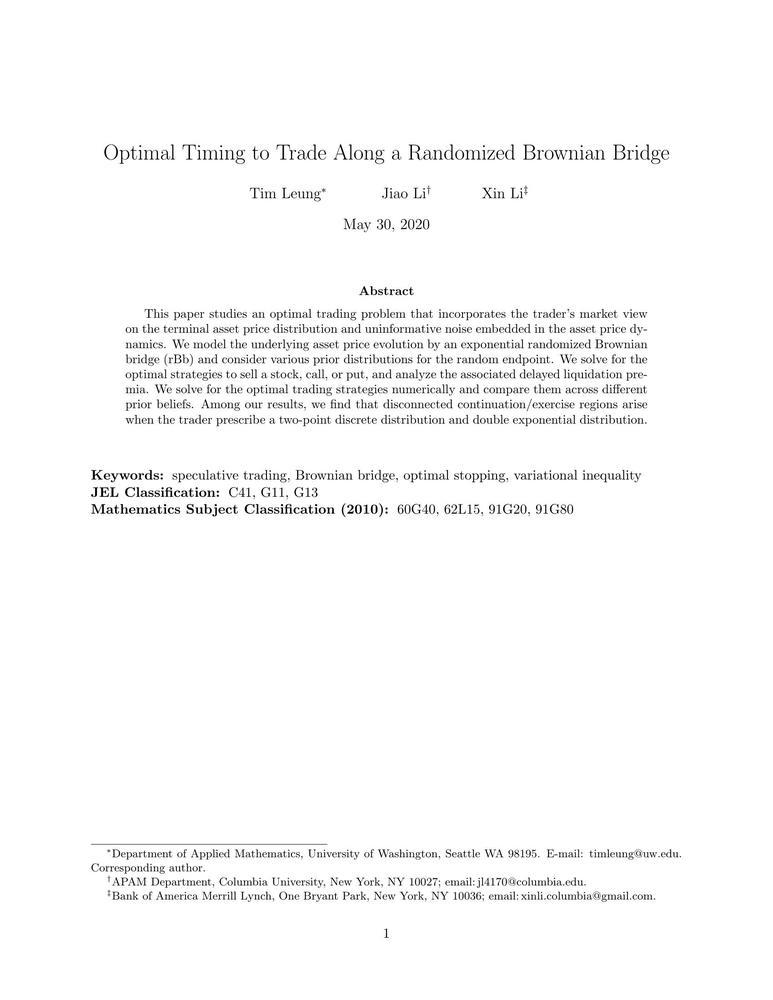 Optimal Timing to Trade Along a Randomized Brownian Bridge
Tim Leung* Jiao Li† Xin Li‡
May 30, 2020
Abstract
This paper studies an optimal trading problem that incorporates the trader's market view
on the terminal asset price distribution and uninformative noise embedded in the asset price dy-
namics. We model the underlying asset price evolution by an exponential randomized Brownian
bridge (rBb) and consider various prior distributions for the random endpoint. We solve for the
optimal strategies to sell a stock, call, or put, and analyze the associated delayed liquidation pre-
mia. We solve for the optimal trading strategies numerically and compare them across different
prior beliefs. Among our results, we find that disconnected continuation/exercise regions arise
when the trader prescribe a two-point discrete distribution and double exponential distribution.
Keywords: speculative trading, Brownian bridge, optimal stopping, variational inequality
JEL Classification: C41, G11, G13
Mathematics Subject Classification (2010): 60G40, 62L15, 91G20, 91G80
*Department of Applied Mathematics, University of Washington, Seattle WA 98195. E-mail: timleung@uw.edu.
Corresponding author.
†APAM Department, Columbia University, New York, NY 10027; email: jl4170@columbia.edu.
‡Bank of America Merrill Lynch, One Bryant Park, New York, NY 10036; email: xinli.columbia@gmail.com.
1